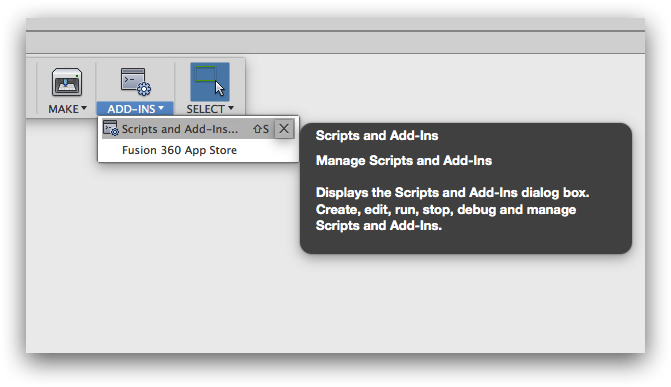 MAKE▾ ADD-INS▾ SELECT▾
Scripts and Add-Ins... ⇧S
Fusion 360 App Store
Scripts and Add-Ins
Manage Scripts and Add-Ins
Displays the Scripts and Add-Ins dialog box.
Create, edit, run, stop, debug and manage
Scripts and Add-Ins.